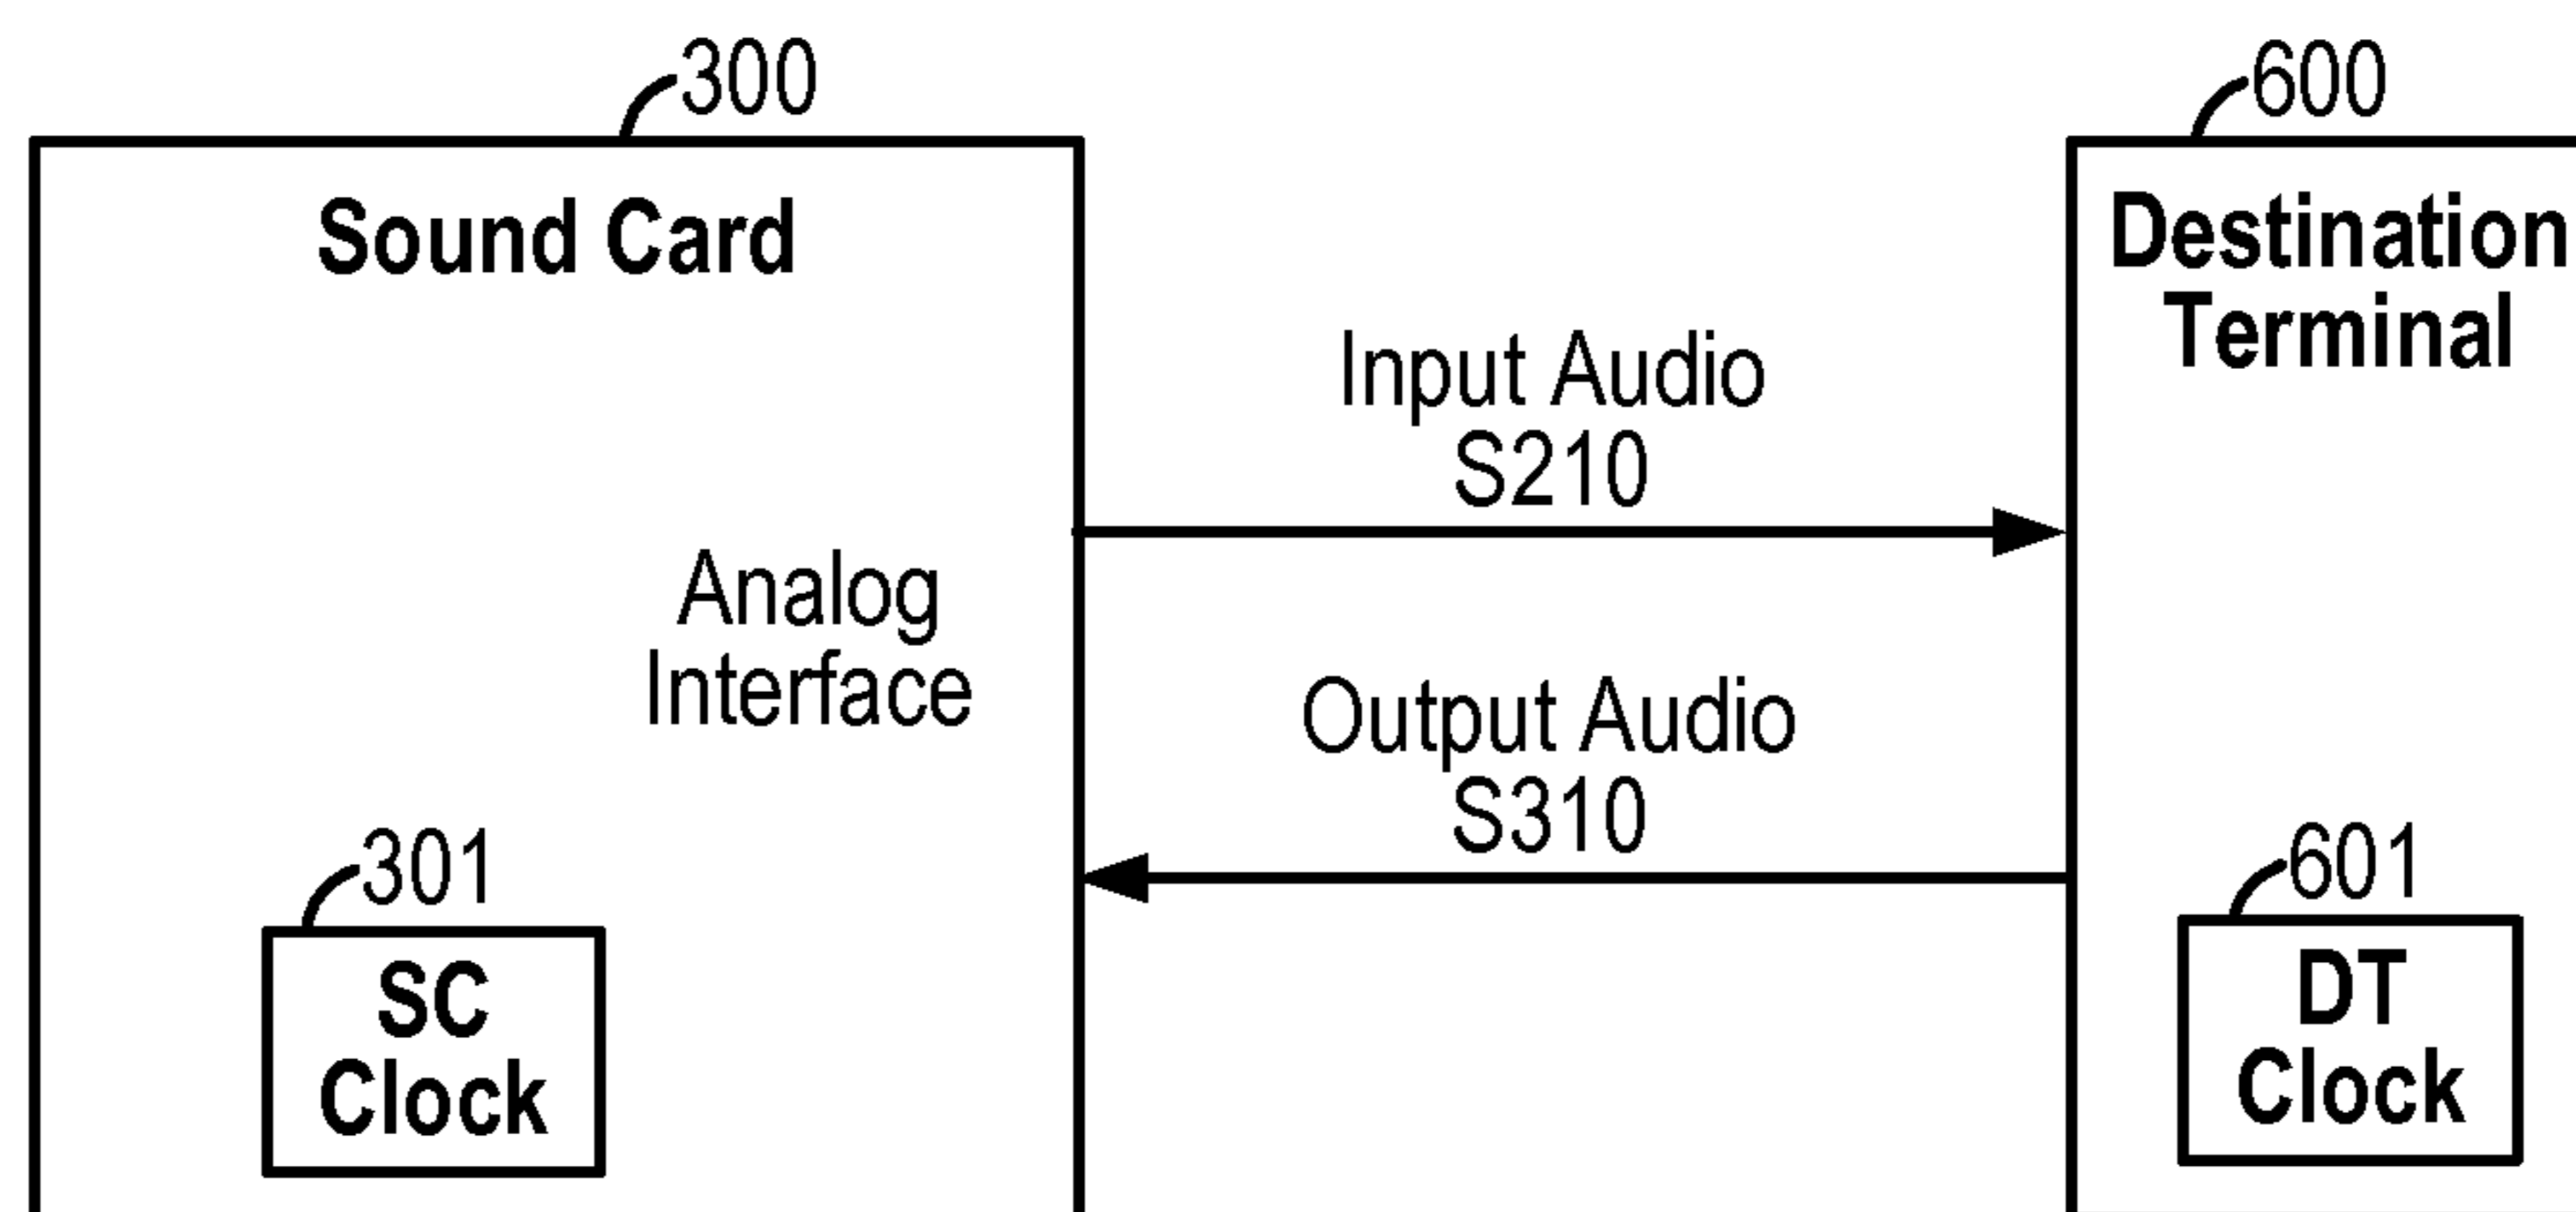 300
Sound Card
Analog
Interface
301
SC
Clock
Input Audio
S210
Output Audio
S310
600
Destination
Terminal
601
DT
Clock